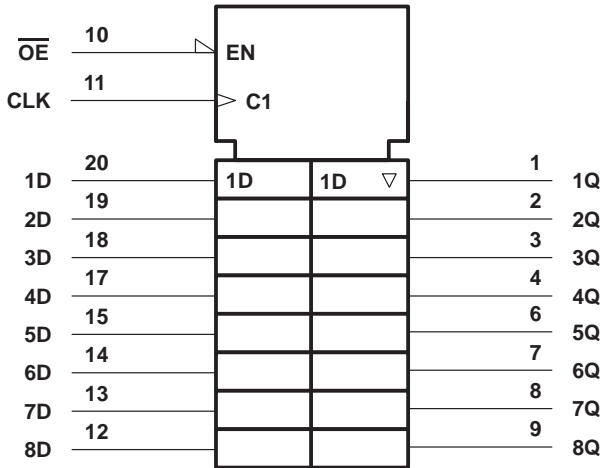 10
OE EN
11
CLK C1
20 1
1D 1D 1D 1Q
19 2
2D 2Q
18 3
3D 3Q
17 4
4D 4Q
15 6
5D 5Q
14 7
6D 6Q
13 8
7D 7Q
12 9
8D 8Q